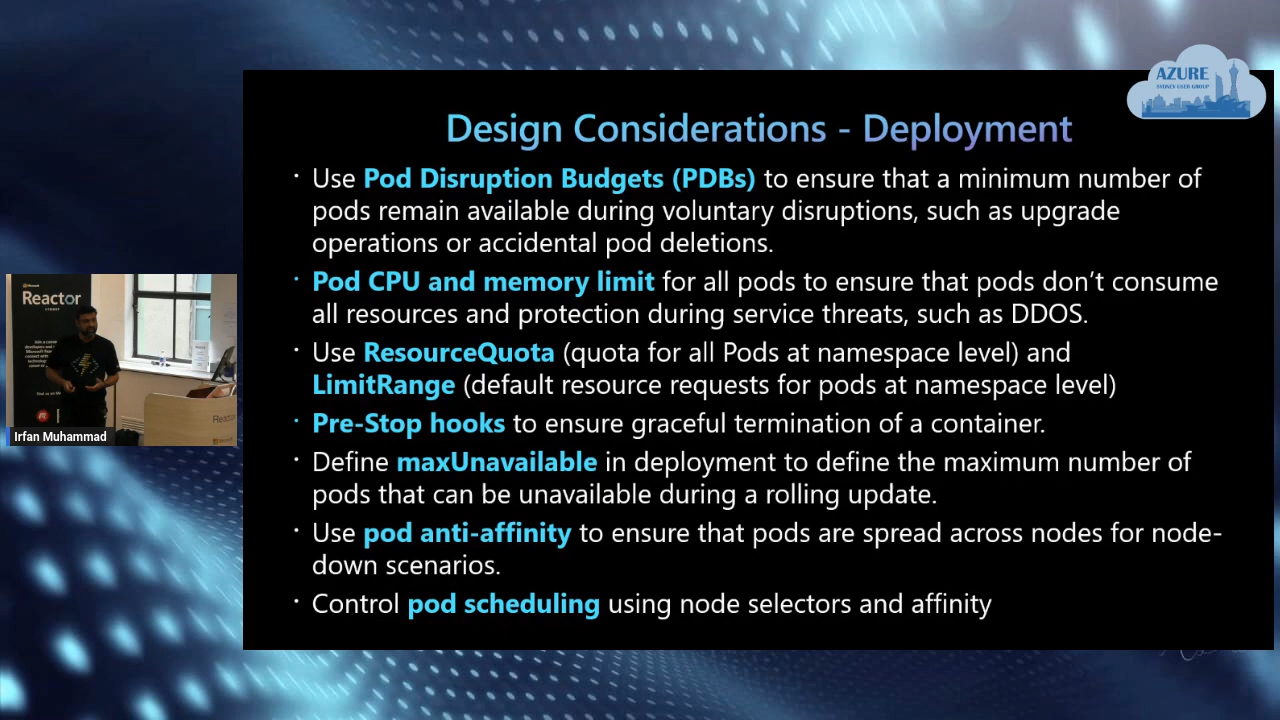 AZURE
SYDNEY USER GROUP
Design Considerations - Deployment
• Use Pod Disruption Budgets (PDBs) to ensure that a minimum number of
pods remain available during voluntary disruptions, such as upgrade
operations or accidental pod deletions.
• Pod CPU and memory limit for all pods to ensure that pods don’t consume
all resources and protection during service threats, such as DDOS.
• Use ResourceQuota (quota for all Pods at namespace level) and
LimitRange (default resource requests for pods at namespace level)
• Pre-Stop hooks to ensure graceful termination of a container.
• Define maxUnavailable in deployment to define the maximum number of
pods that can be unavailable during a rolling update.
• Use pod anti-affinity to ensure that pods are spread across nodes for node-
down scenarios.
• Control pod scheduling using node selectors and affinity
Microsoft
Reactor
SYDNEY
Irfan Muhammad